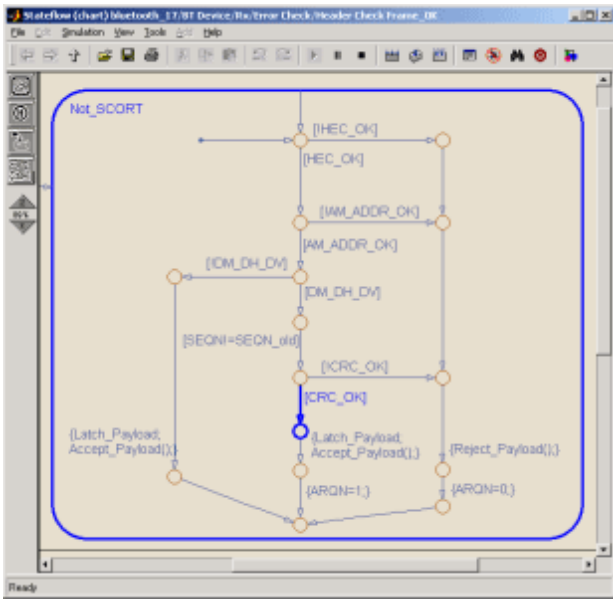 Stateflow (chart) bluetooth_17/BT Device/Rx/Error Check/Header Check Frame_OK
File Edit Simulation View Tools Add Help
Not_SCORT
[!HEC_OK]
[HEC_OK]
[!AM_ADDR_OK]
[AM_ADDR_OK]
[!DM_DH_DV]
[DM_DH_DV]
[SEQN!=SEQN_old]
[!CRC_OK]
[CRC_OK]
{Latch_Payload;
Accept_Payload();}
{Latch_Payload;
Accept_Payload();}
{Reject_Payload();}
{ARQN=1;}
{ARQN=0;}
Ready